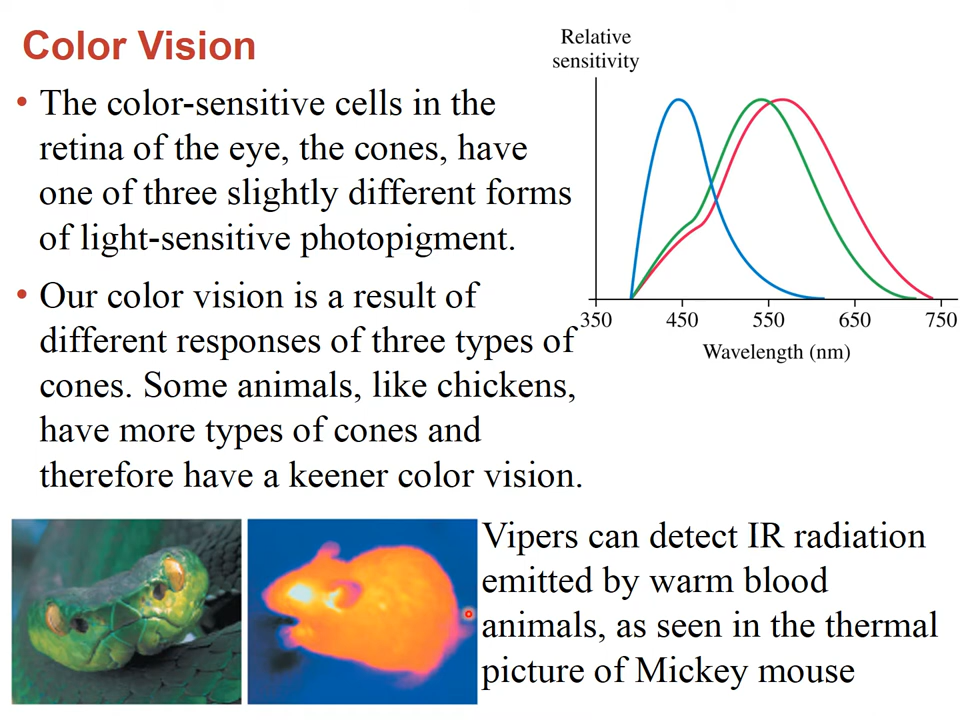 Color Vision
• The color-sensitive cells in the
retina of the eye, the cones, have
one of three slightly different forms
of light-sensitive photopigment.
• Our color vision is a result of
different responses of three types of
cones. Some animals, like chickens,
have more types of cones and
therefore have a keener color vision.
Relative
sensitivity
350 450 550 650 750
Wavelength (nm)
Vipers can detect IR radiation
emitted by warm blood
animals, as seen in the thermal
picture of Mickey mouse